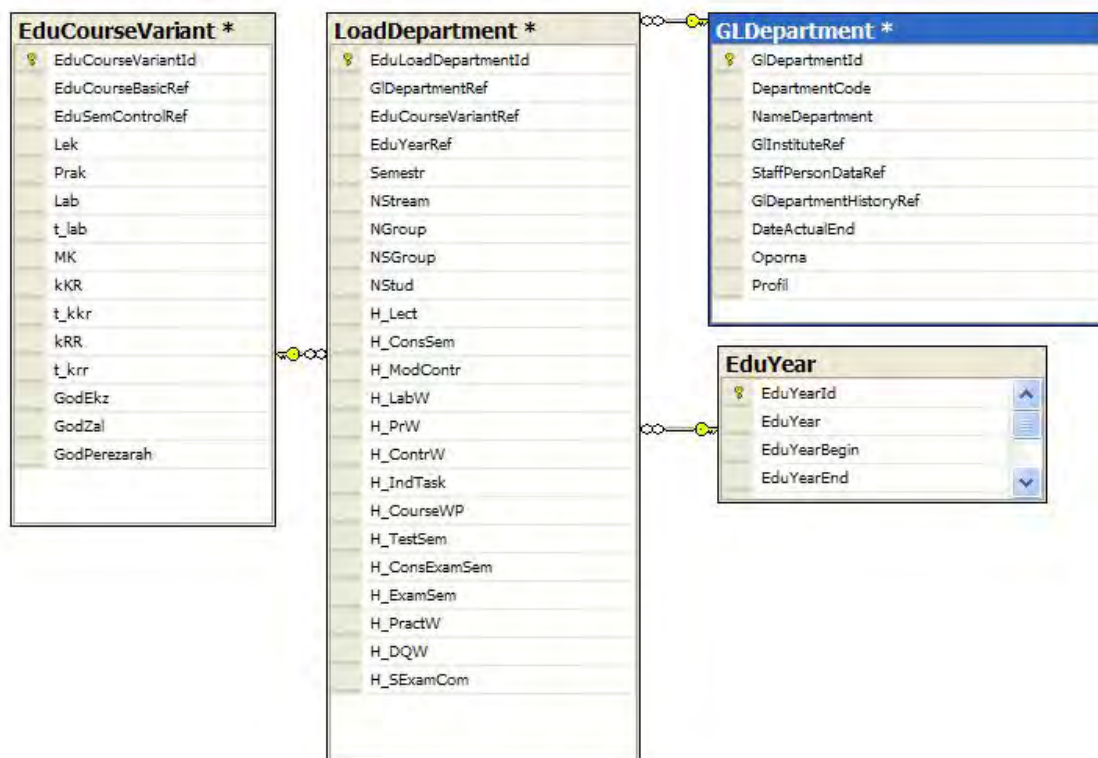 EduCourseVariant *
EduCourseVariantId
EduCourseBasicRef
EduSemControlRef
Lek
Prak
Lab
t_lab
MK
kKR
t_kkr
kRR
t_krr
GodEkz
GodZal
GodPerezarah
LoadDepartment *
EduLoadDepartmentId
GlDepartmentRef
EduCourseVariantRef
EduYearRef
Semestr
NStream
NGroup
NSGroup
NStud
H_Lect
H_ConsSem
H_ModContr
H_LabW
H_PrW
H_ContrW
H_IndTask
H_CourseWP
H_TestSem
H_ConsExamSem
H_ExamSem
H_PractW
H_DQW
H_SExamCom
GLDepartment *
GlDepartmentId
DepartmentCode
NameDepartment
GlInstituteRef
StaffPersonDataRef
GlDepartmentHistoryRef
DateActualEnd
Oporna
Profil
EduYear
EduYearId
EduYear
EduYearBegin
EduYearEnd